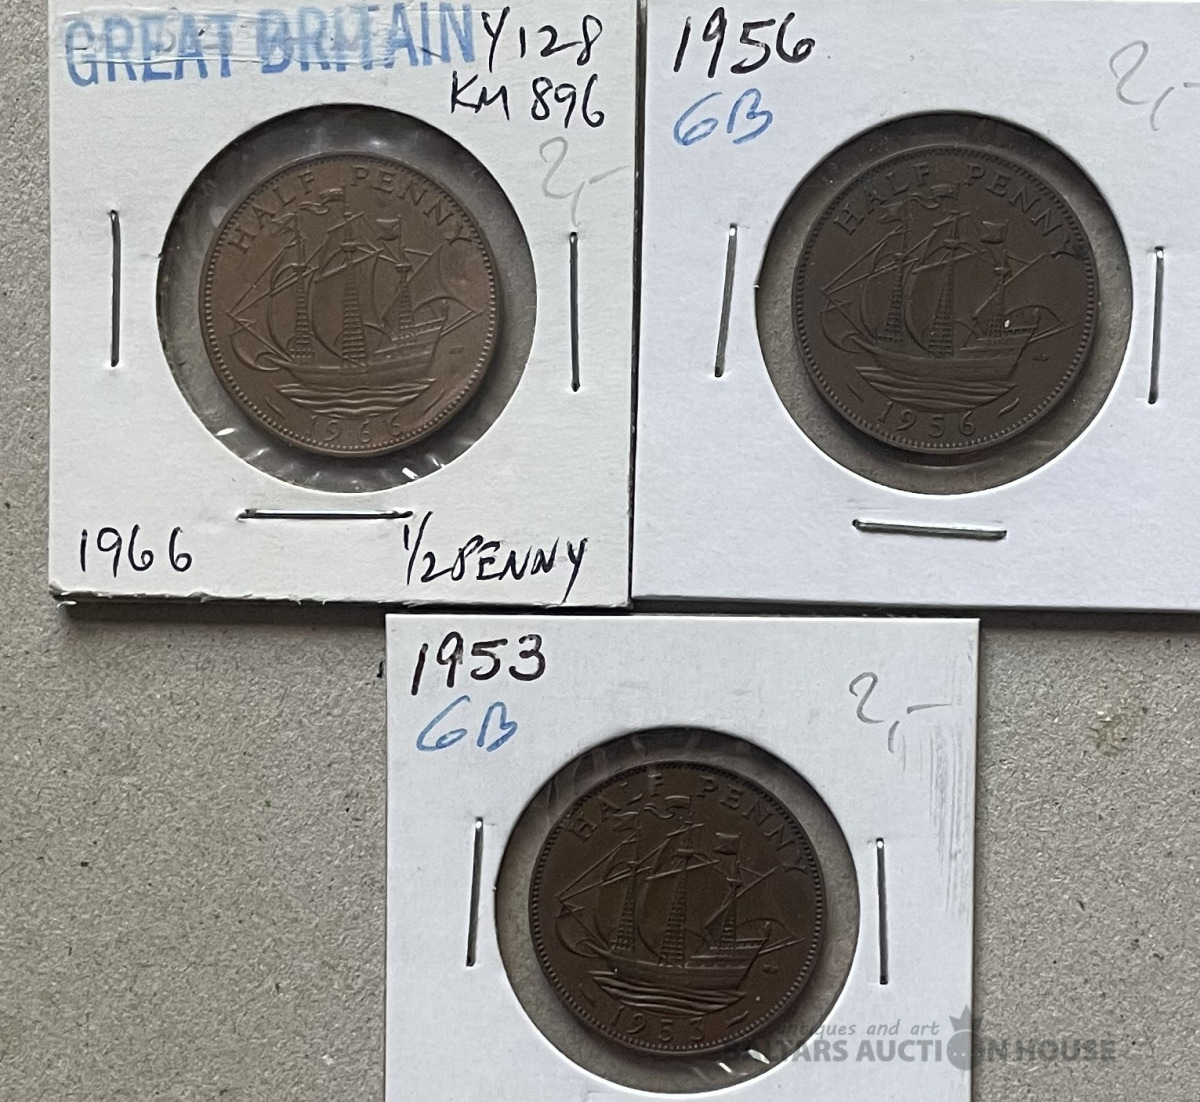 GREAT BRITAIN Y128
KM 896
2,-
HALF PENNY
1966
1966 1/2 PENNY
1956
GB
2,-
HALF PENNY
1956
1953
GB
2,-
HALF PENNY
1953
antiques and art
BALTARS AUCTION HOUSE